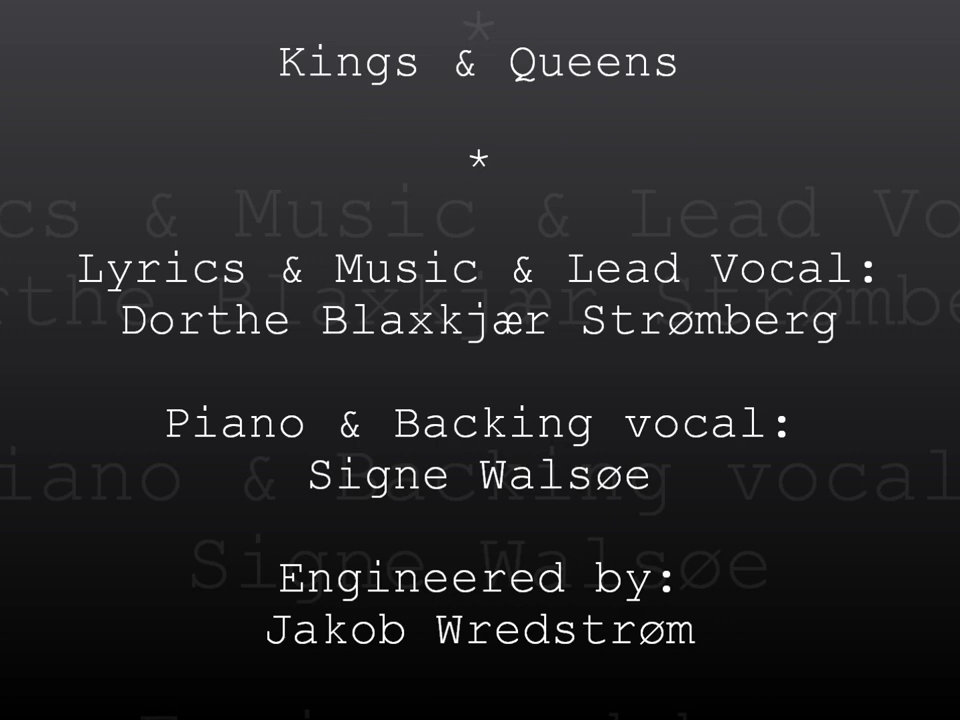 Kings & Queens
*
Lyrics & Music & Lead Vocal:
Dorthe Blaxkjær Strømberg
Piano & Backing vocal:
Signe Walsøe
Engineered by:
Jakob Wredstrøm